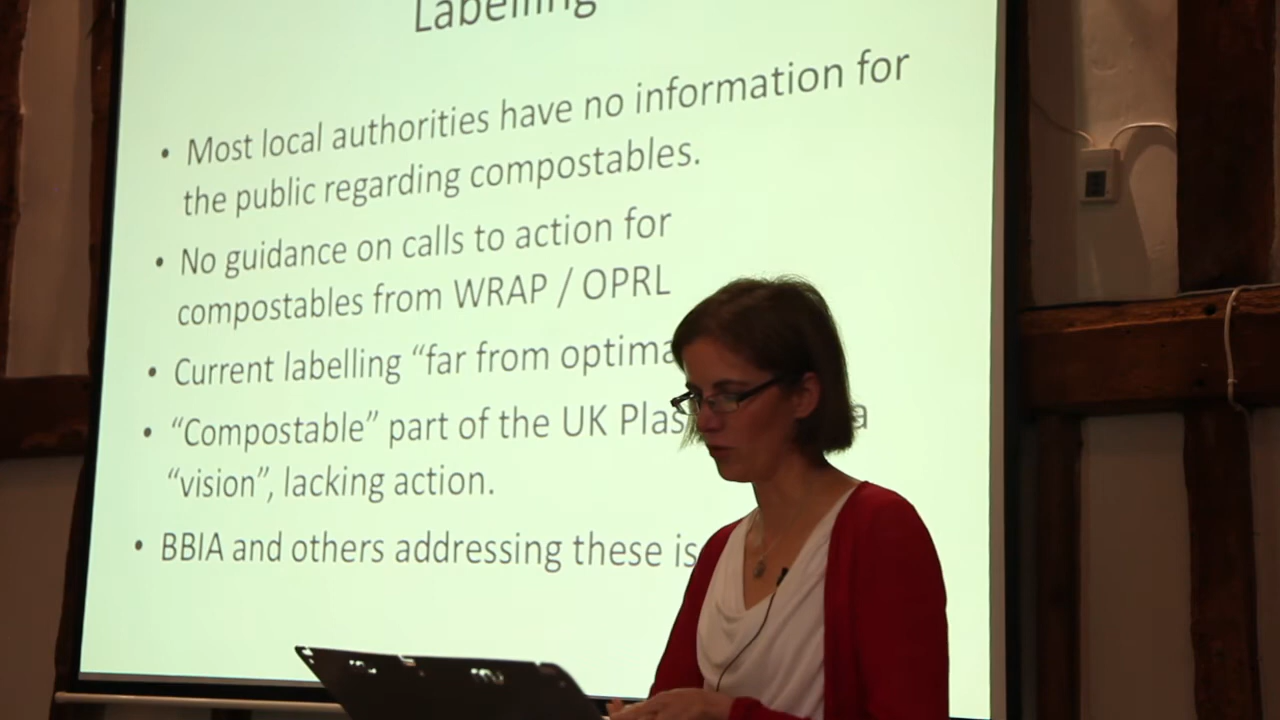 Labelling
• Most local authorities have no information for
the public regarding compostables.
• No guidance on calls to action for
compostables from WRAP / OPRL
• Current labelling “far from optima
• “Compostable” part of the UK Plas a
“vision”, lacking action.
• BBIA and others addressing these is